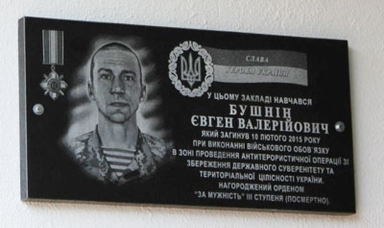 СЛАВА
ГЕРОЯМ УКРАЇНИ
У ЦЬОМУ ЗАКЛАДІ НАВЧАВСЯ
БУШНІН
ЄВГЕН ВАЛЕРІЙОВИЧ
ЯКИЙ ЗАГИНУВ 10 ЛЮТОГО 2015 РОКУ
ПРИ ВИКОНАННІ ВІЙСЬКОВОГО ОБОВ'ЯЗКУ
В ЗОНІ ПРОВЕДЕННЯ АНТИТЕРОРИСТИЧНОЇ ОПЕРАЦІЇ ЗІ
ЗБЕРЕЖЕННЯ ДЕРЖАВНОГО СУВЕРЕНІТЕТУ ТА
ТЕРИТОРІАЛЬНОЇ ЦІЛІСНОСТІ УКРАЇНИ.
НАГОРОДЖЕНИЙ ОРДЕНОМ
"ЗА МУЖНІСТЬ" ІІІ СТУПЕНЯ (ПОСМЕРТНО).